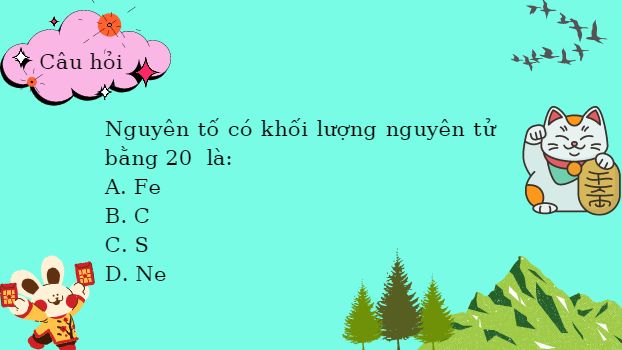 Câu hỏi
Nguyên tố có khối lượng nguyên tử
bằng 20 là:
A. Fe
B. C
C. S
D. Ne